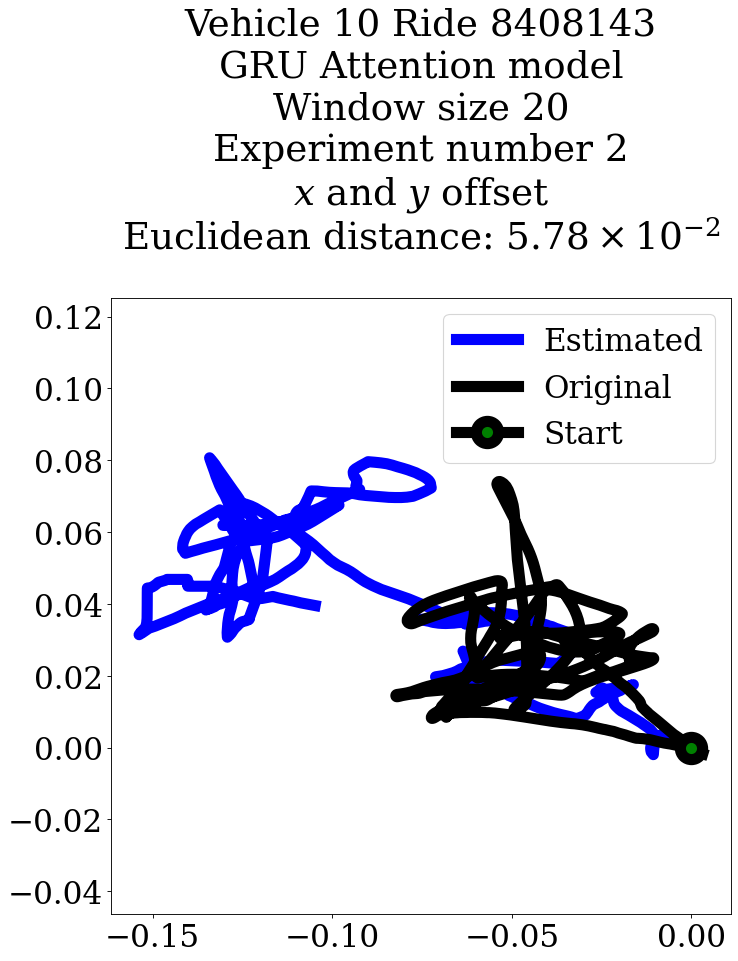 Vehicle 10 Ride 8408143
GRU Attention model
Window size 20
Experiment number 2
x and y offset
Euclidean distance: 5.78 × 10⁻²
Estimated
Original
Start
0.12
0.10
0.08
0.06
0.04
0.02
0.00
−0.02
−0.04
−0.15
−0.10
−0.05
0.00